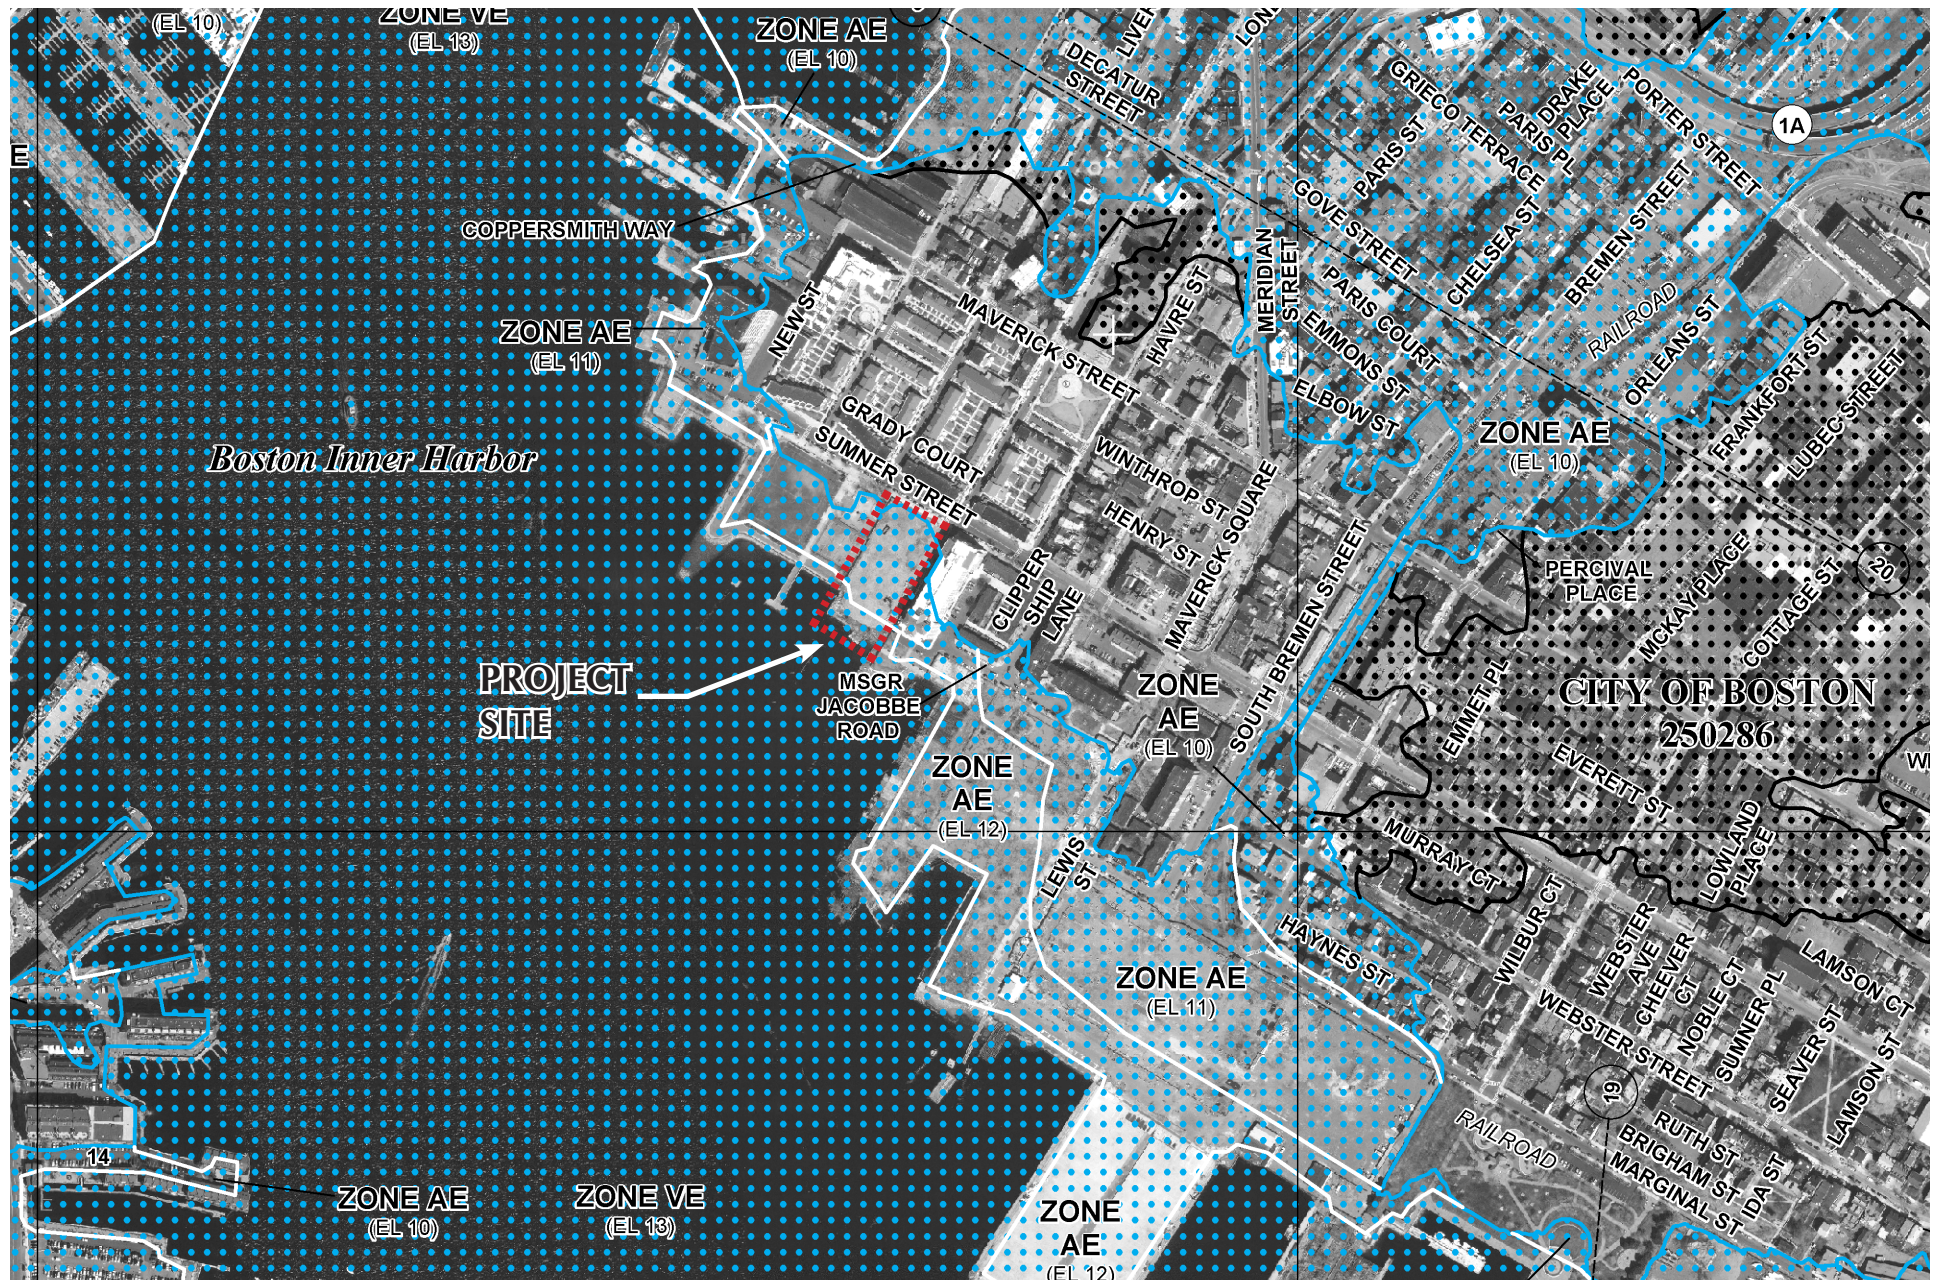 (EL 10)
ZONE VE
(EL 13)
ZONE AE
(EL 10)
DECATUR
STREET
GRIECO TERRACE
DRAKE
PLACE
PARIS PL
PARIS ST
PORTER STREET
1A
E
COPPERSMITH WAY
GOVE STREET
CHELSEA ST
BREMEN STREET
MERIDIAN
STREET
NEW ST
MAVERICK STREET
HAVRE ST
PARIS COURT
EMMONS ST
ELBOW ST
RAILROAD
ORLEANS ST
FRANKFORT ST
LUBEC STREET
ZONE AE
(EL 11)
ZONE AE
(EL 10)
Boston Inner Harbor
GRADY COURT
SUMNER STREET
WINTHROP ST
HENRY ST
MAVERICK SQUARE
CLIPPER
SHIP
LANE
SOUTH BREMEN STREET
PERCIVAL
PLACE
MCKAY PLACE
COTTAGE ST
20
PROJECT
SITE
MSGR
JACOBBE
ROAD
ZONE
AE
(EL 10)
EMMET PL
CITY OF BOSTON
250286
ZONE
AE
(EL 12)
EVERETT ST
LOWLAND
PLACE
MURRAY CT
LEWIS
ST
HAYNES ST
WILBUR CT
WEBSTER
AVE
CHEEVER
CT
NOBLE CT
SUMNER PL
LAMSON CT
ZONE AE
(EL 11)
WEBSTER STREET
SEAVER ST
LAMSON ST
19
RAILROAD
RUTH ST
BRIGHAM ST
MARGINAL ST
IDA ST
14
ZONE AE
(EL 10)
ZONE VE
(EL 13)
ZONE
AE
(EL 12)